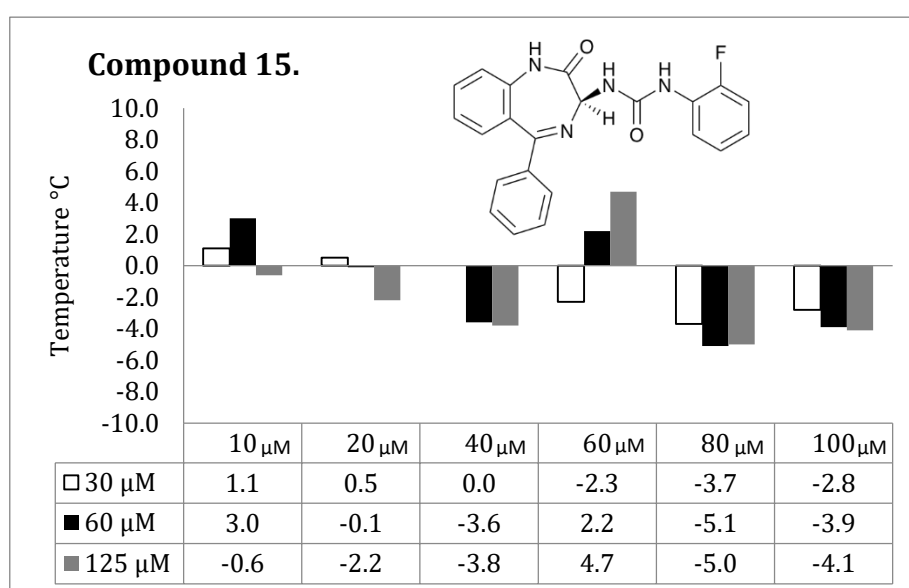 Compound 15.
H
N
O
N
H
O
H
N
F
H
N
Temperature °C
10.0
8.0
6.0
4.0
2.0
0.0
-2.0
-4.0
-6.0
-8.0
-10.0
10 µM 20 µM 40 µM 60 µM 80 µM 100 µM
30 µM 1.1 0.5 0.0 -2.3 -3.7 -2.8
60 µM 3.0 -0.1 -3.6 2.2 -5.1 -3.9
125 µM -0.6 -2.2 -3.8 4.7 -5.0 -4.1